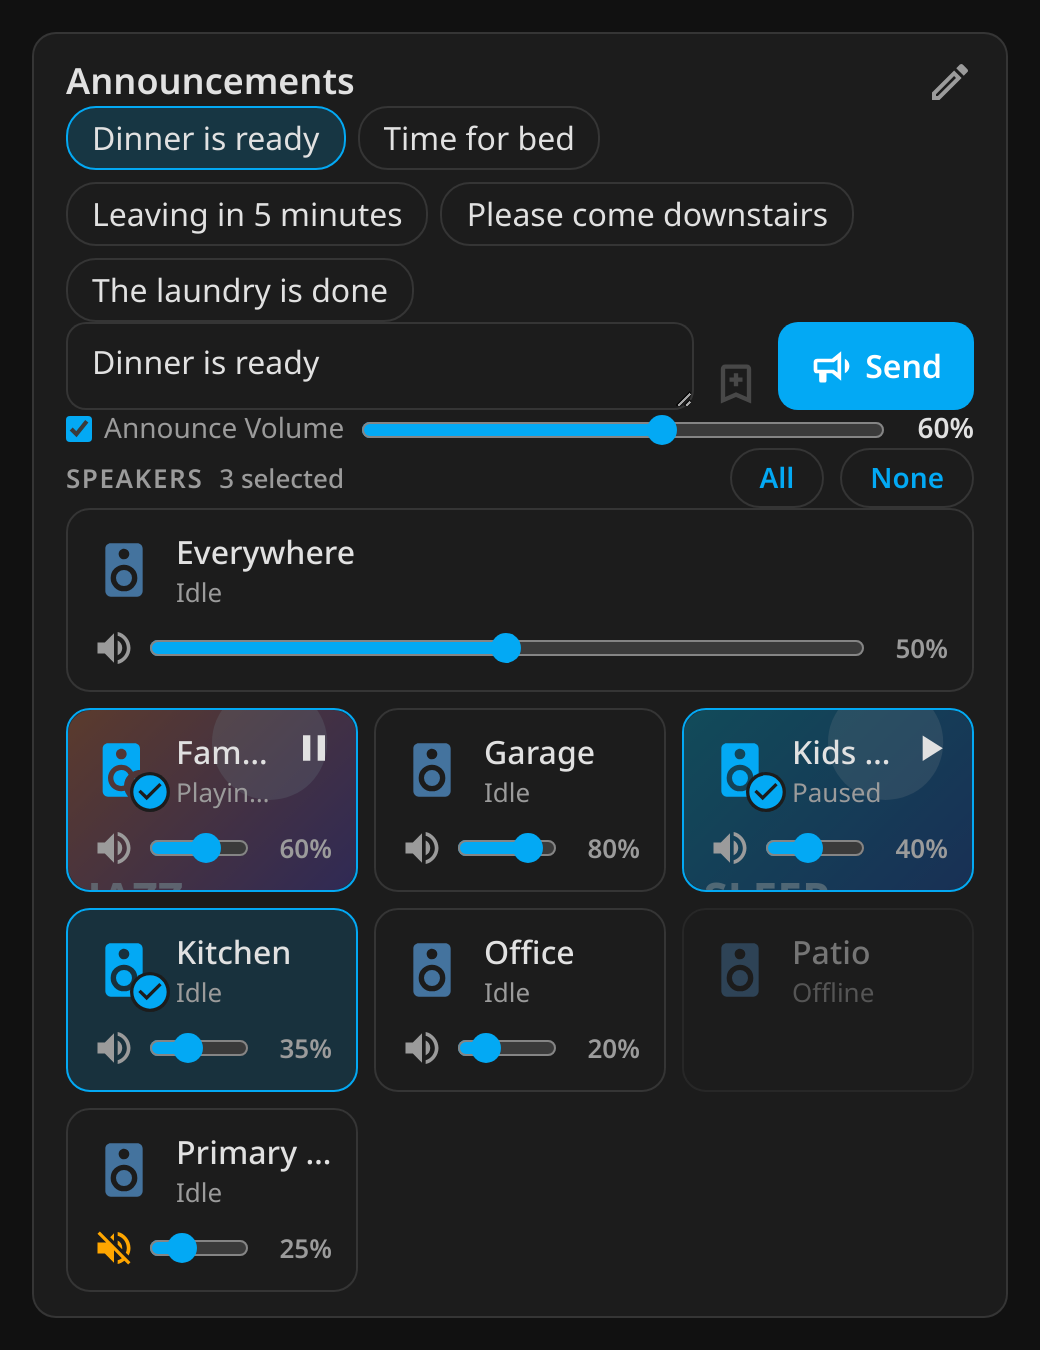 Announcements
Dinner is ready
Time for bed
Leaving in 5 minutes
Please come downstairs
The laundry is done
Dinner is ready
Send
Announce Volume
60%
SPEAKERS 3 selected
All
None
Everywhere
Idle
50%
Fam...
Playin...
60%
JAZZ
Garage
Idle
80%
Kids ...
Paused
40%
SLEEP
Kitchen
Idle
35%
Office
Idle
20%
Patio
Offline
Primary ...
Idle
25%